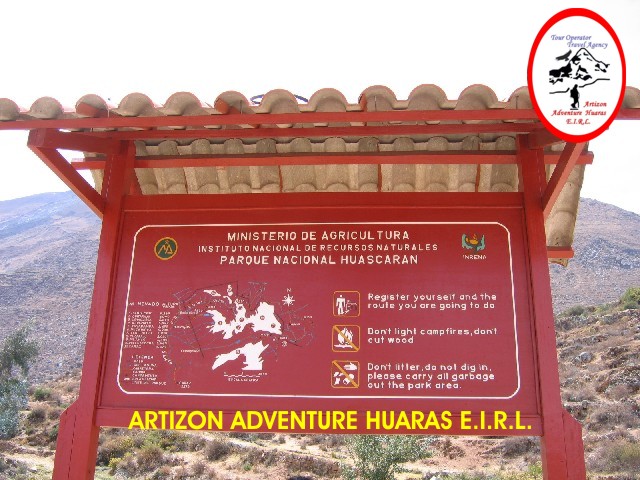 Tour Operator
Travel Agency
Artizon
Adventure Huaras
E.I.R.L.
MINISTERIO DE AGRICULTURA
INSTITUTO NACIONAL DE RECURSOS NATURALES
PARQUE NACIONAL HUASCARAN
INRENA
Register yourself and the
route you are going to do
Don't light campfires, don't
cut wood
Don't litter, do not dig in,
please carry all garbage
out the park area.
NEVADO
ARTIZON ADVENTURE HUARAS E.I.R.L.